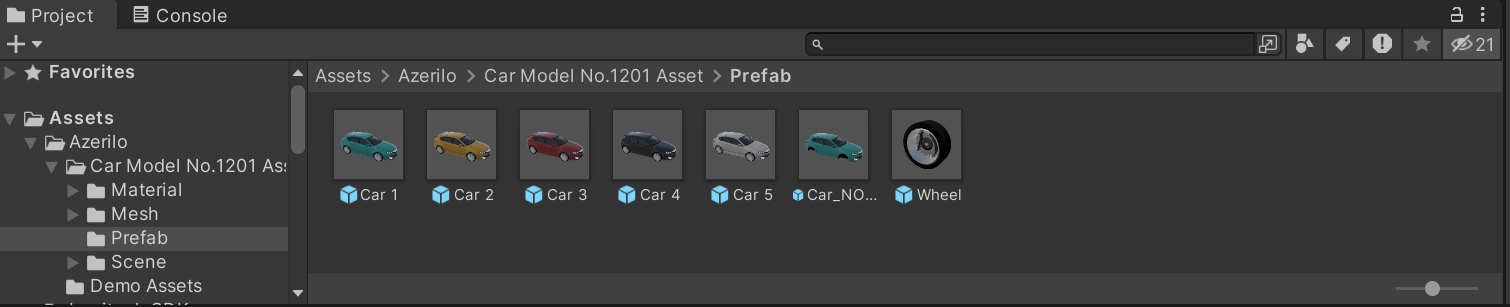 Project
Console
21
Favorites
Assets
Azerilo
Car Model No.1201 Ass
Material
Mesh
Prefab
Scene
Demo Assets
Assets > Azerilo > Car Model No.1201 Asset > Prefab
Car 1
Car 2
Car 3
Car 4
Car 5
Car_NO...
Wheel